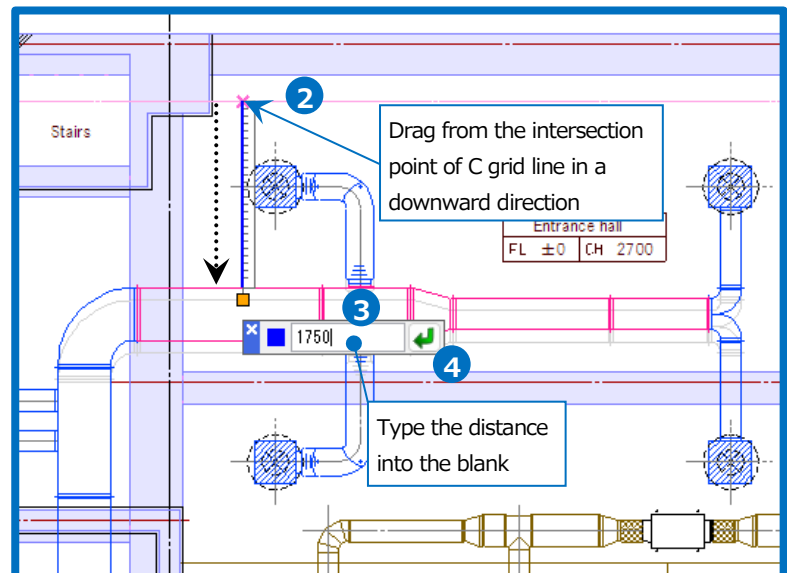 2
Stairs
Drag from the intersection
point of C grid line in a
downward direction
Entrance hall
FL ±0 CH 2700
3
1750
4
Type the distance
into the blank